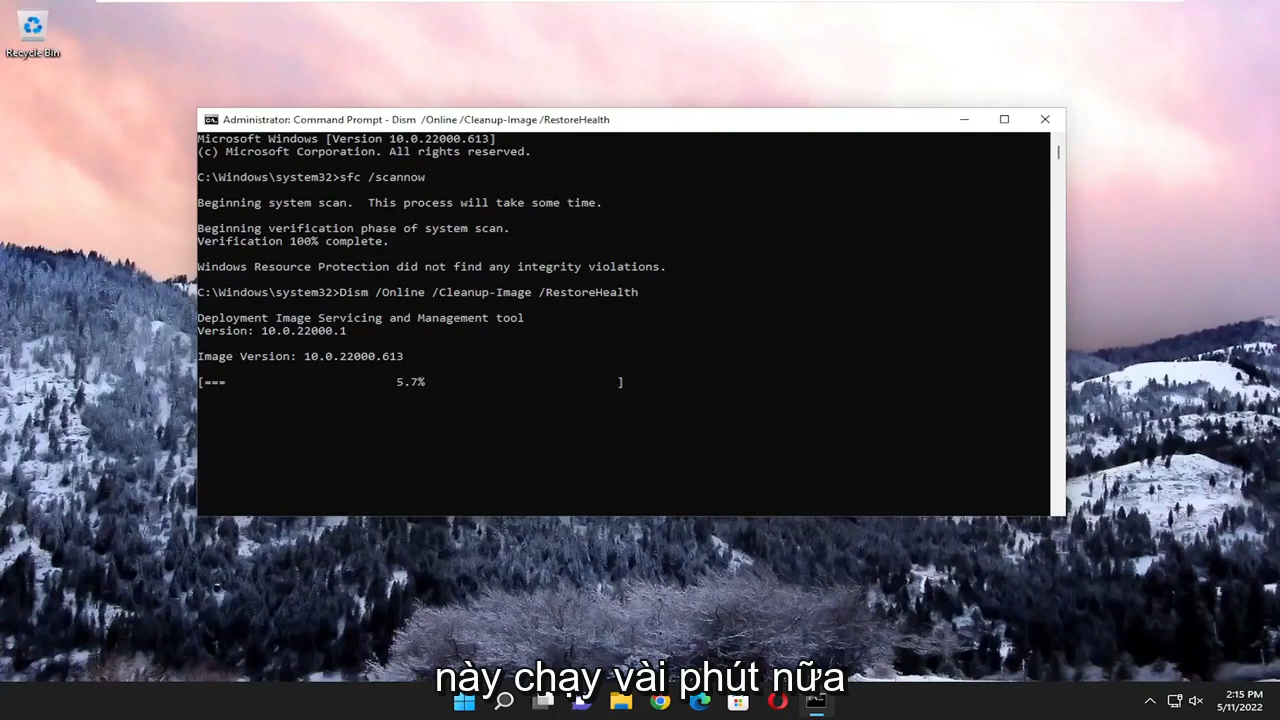 Recycle Bin
Administrator: Command Prompt - Dism  /Online /Cleanup-Image /RestoreHealth
Microsoft Windows [Version 10.0.22000.613]
(c) Microsoft Corporation. All rights reserved.
C:\Windows\system32>sfc /scannow
Beginning system scan.  This process will take some time.
Beginning verification phase of system scan.
Verification 100% complete.
Windows Resource Protection did not find any integrity violations.
C:\Windows\system32>Dism /Online /Cleanup-Image /RestoreHealth
Deployment Image Servicing and Management tool
Version: 10.0.22000.1
Image Version: 10.0.22000.613
[===                        5.7%                           ]
này chạy vài phút nữa
2:15 PM
5/11/2022